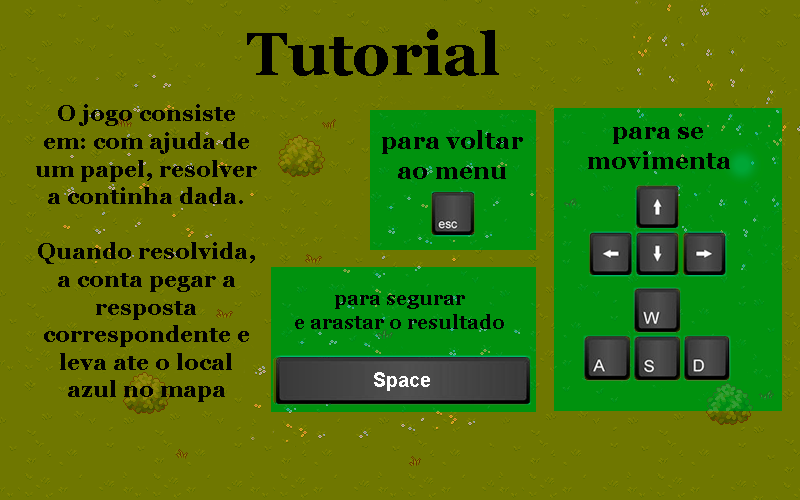 Tutorial
O jogo consiste
em: com ajuda de
um papel, resolver
a continha dada.
Quando resolvida,
a conta pegar a
resposta
correspondente e
leva ate o local
azul no mapa
para voltar
ao menu
esc
para segurar
e arastar o resultado
Space
para se
movimenta
W
A S D